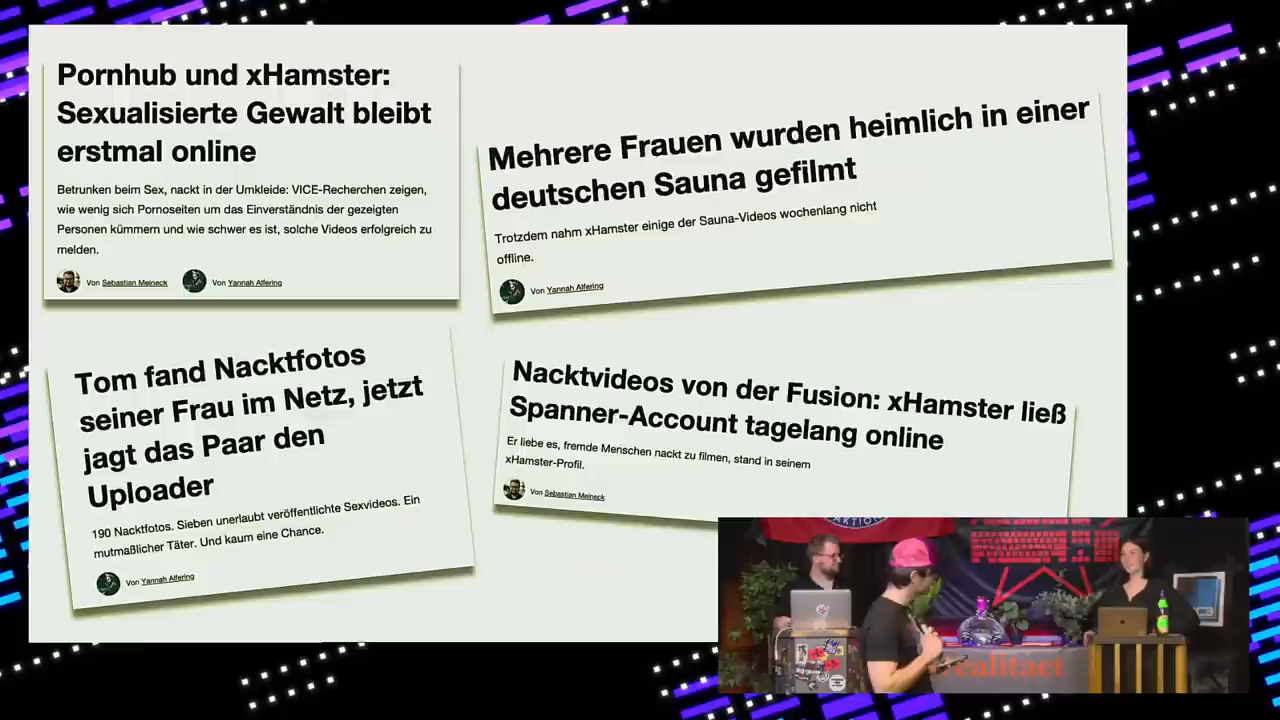 Pornhub und xHamster:
Sexualisierte Gewalt bleibt
erstmal online
Betrunken beim Sex, nackt in der Umkleide: VICE-Recherchen zeigen,
wie wenig sich Pornoseiten um das Einverständnis der gezeigten
Personen kümmern und wie schwer es ist, solche Videos erfolgreich zu
melden.
Von Sebastian Meineck Von Yannah Alfering
Mehrere Frauen wurden heimlich in einer
deutschen Sauna gefilmt
Trotzdem nahm xHamster einige der Sauna-Videos wochenlang nicht
offline.
Von Yannah Alfering
Tom fand Nacktfotos
seiner Frau im Netz, jetzt
jagt das Paar den
Uploader
190 Nacktfotos. Sieben unerlaubt veröffentlichte Sexvideos. Ein
mutmaßlicher Täter. Und kaum eine Chance.
Von Yannah Alfering
Nacktvideos von der Fusion: xHamster ließ
Spanner-Account tagelang online
Er liebe es, fremde Menschen nackt zu filmen, stand in seinem
xHamster-Profil.
Von Sebastian Meineck